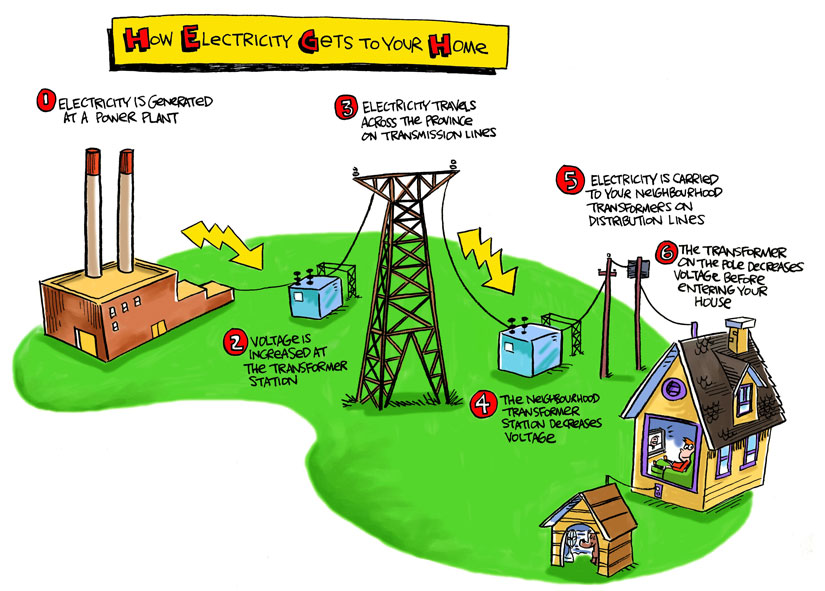 How Electricity Gets to Your Home
1 Electricity is generated
at a power plant
3 Electricity travels
across the province
on transmission lines
5 Electricity is carried
to your neighbourhood
transformers on
distribution lines
6 The transformer
on the pole decreases
voltage before
entering your
house
2 Voltage is
increased at
the transformer
station
4 The neighbourhood
transformer
station decreases
voltage